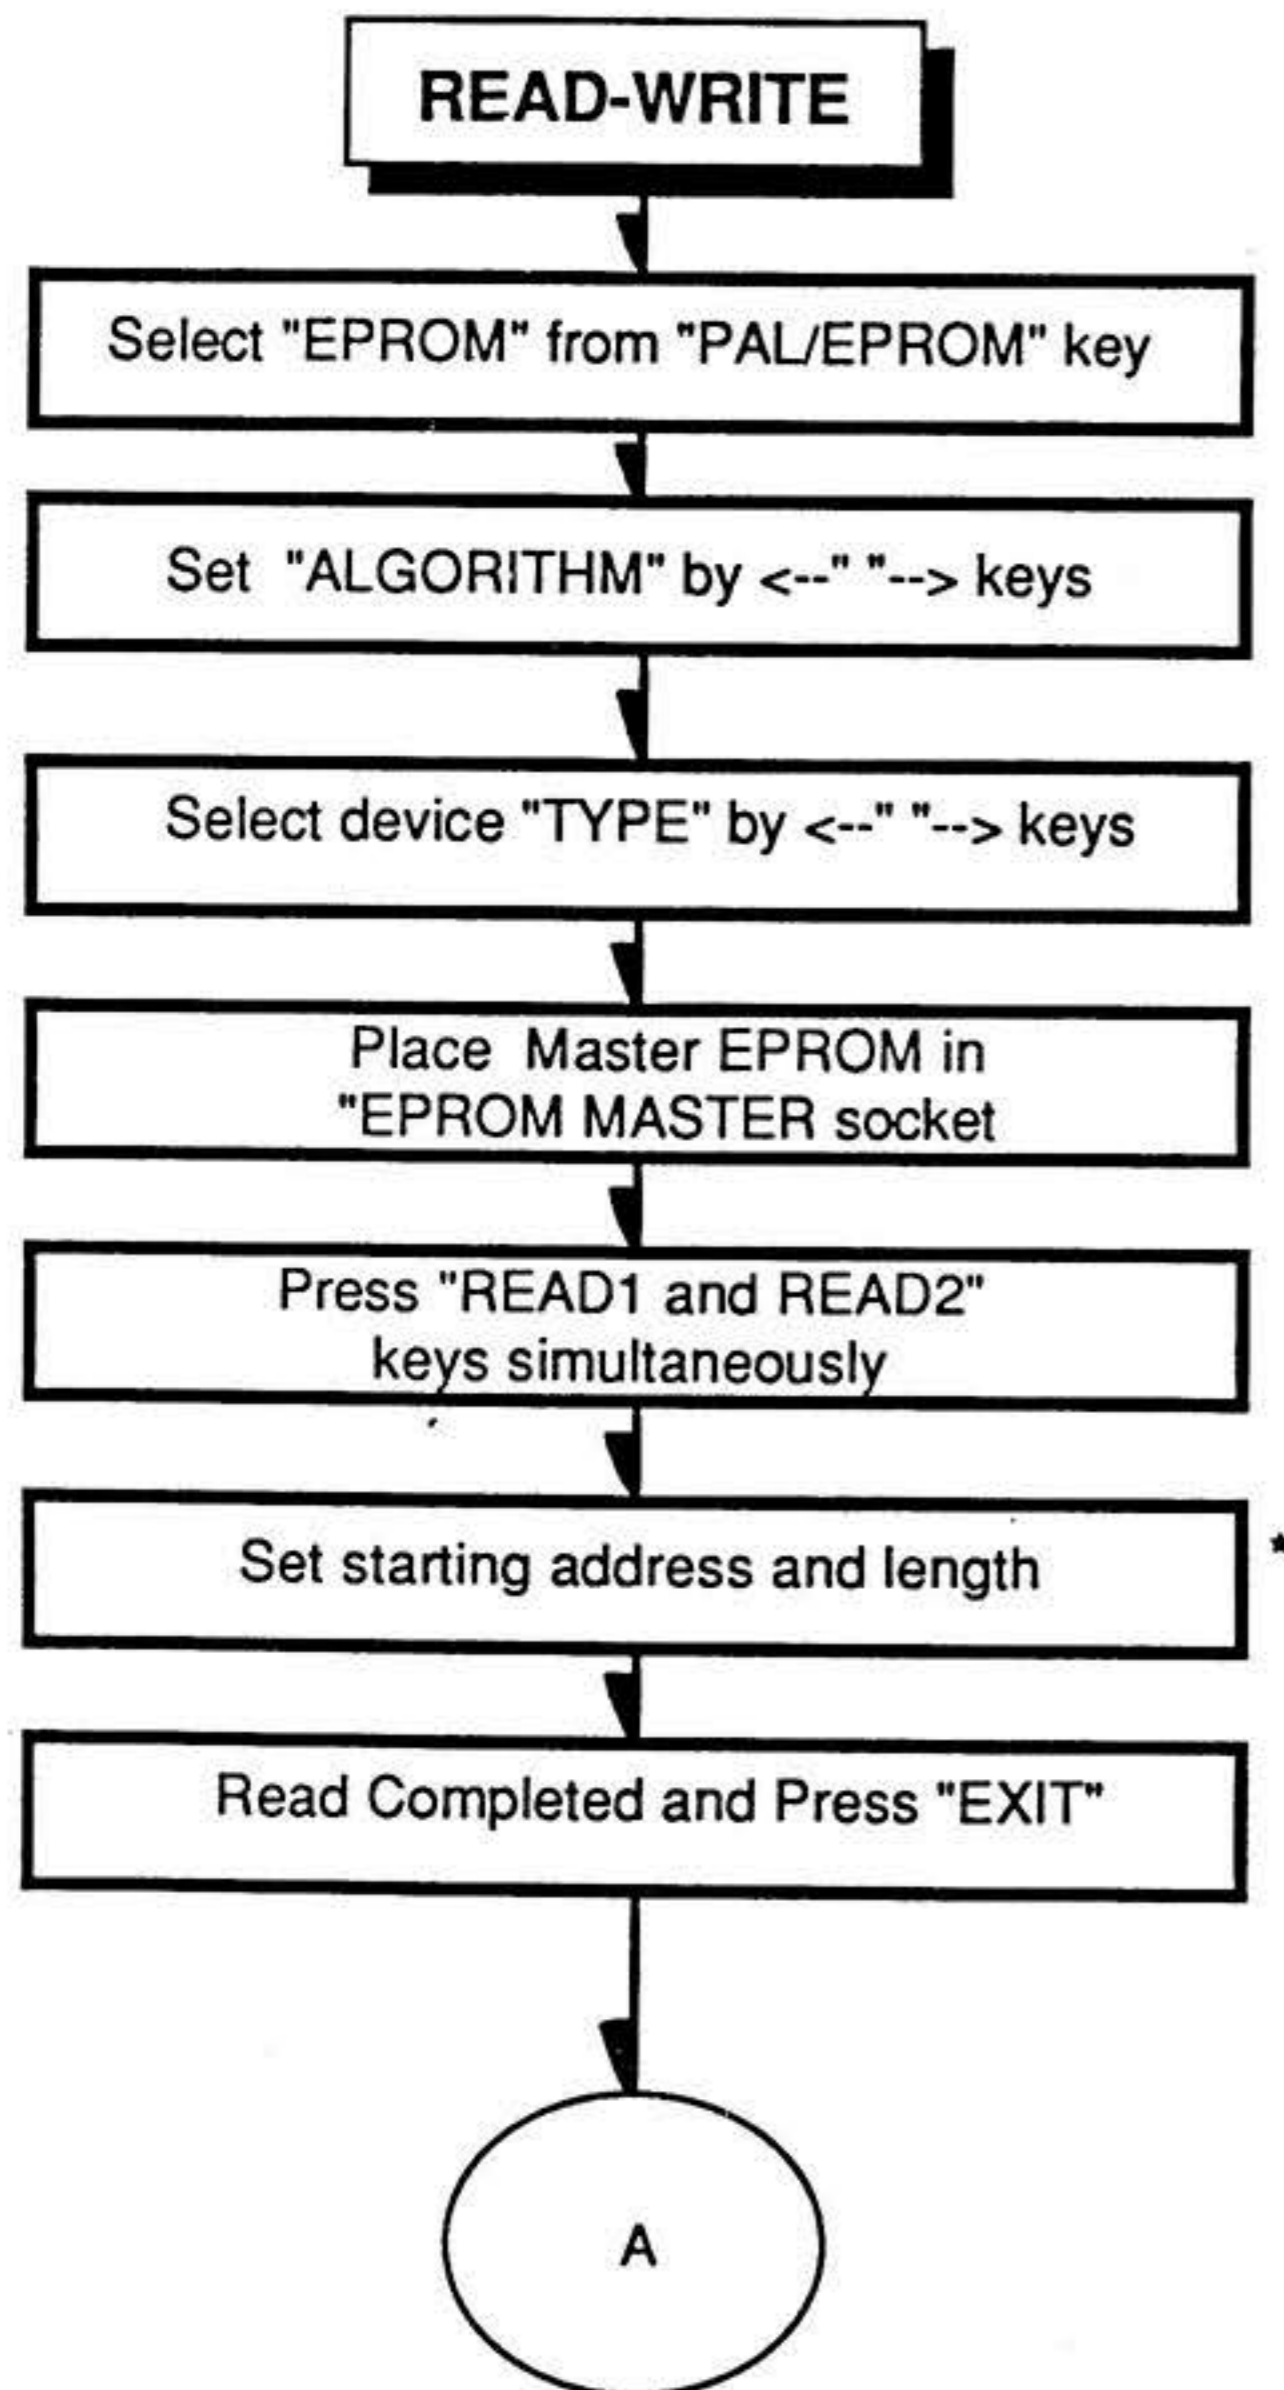 READ-WRITE
Select "EPROM" from "PAL/EPROM" key
Set "ALGORITHM" by <--" "--> keys
Select device "TYPE" by <--" "--> keys
Place Master EPROM in
"EPROM MASTER socket
Press "READ1 and READ2"
keys simultaneously
Set starting address and length
*
Read Completed and Press "EXIT"
A